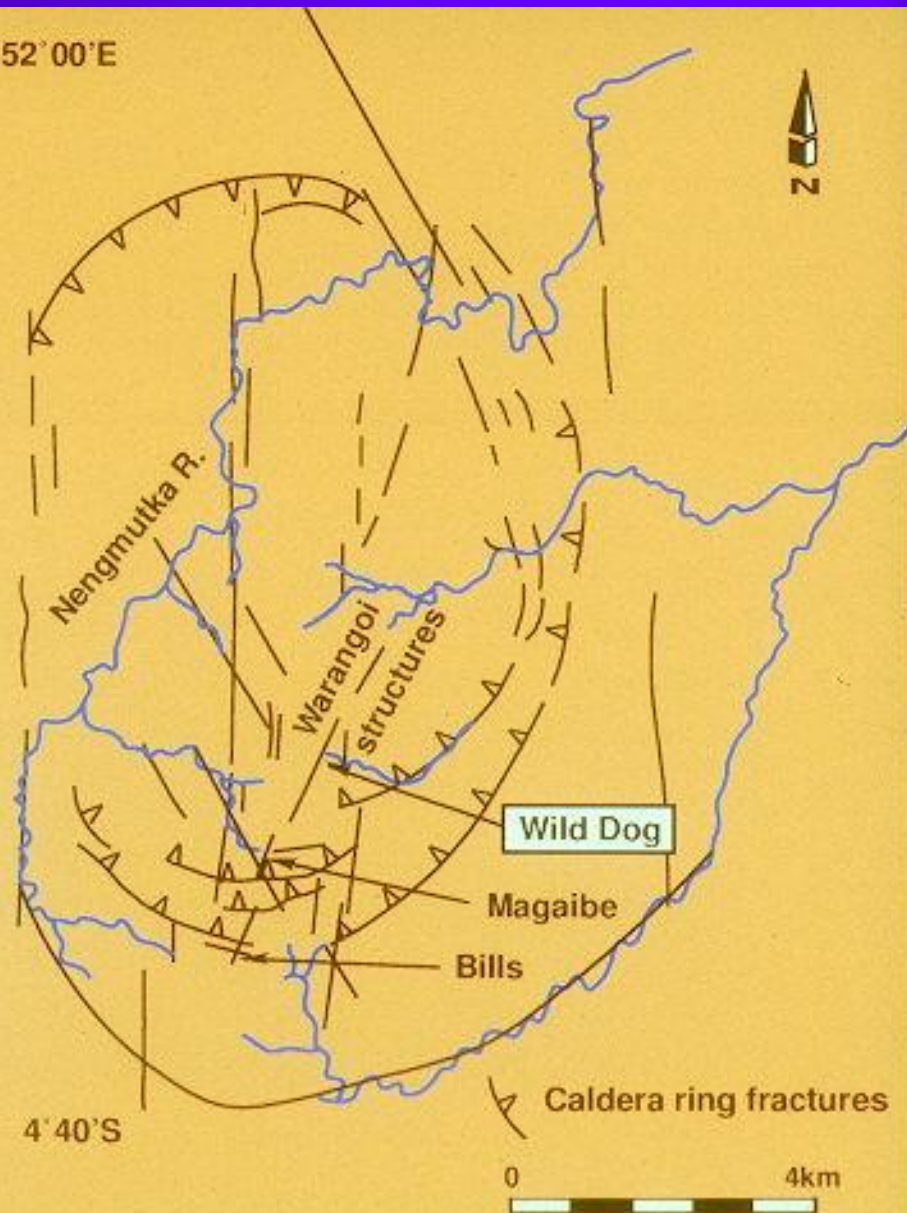 52°00'E
N
Nengmutka R.
Warangoi
structures
Wild Dog
Magaibe
Bills
Caldera ring fractures
4°40'S
0
4km